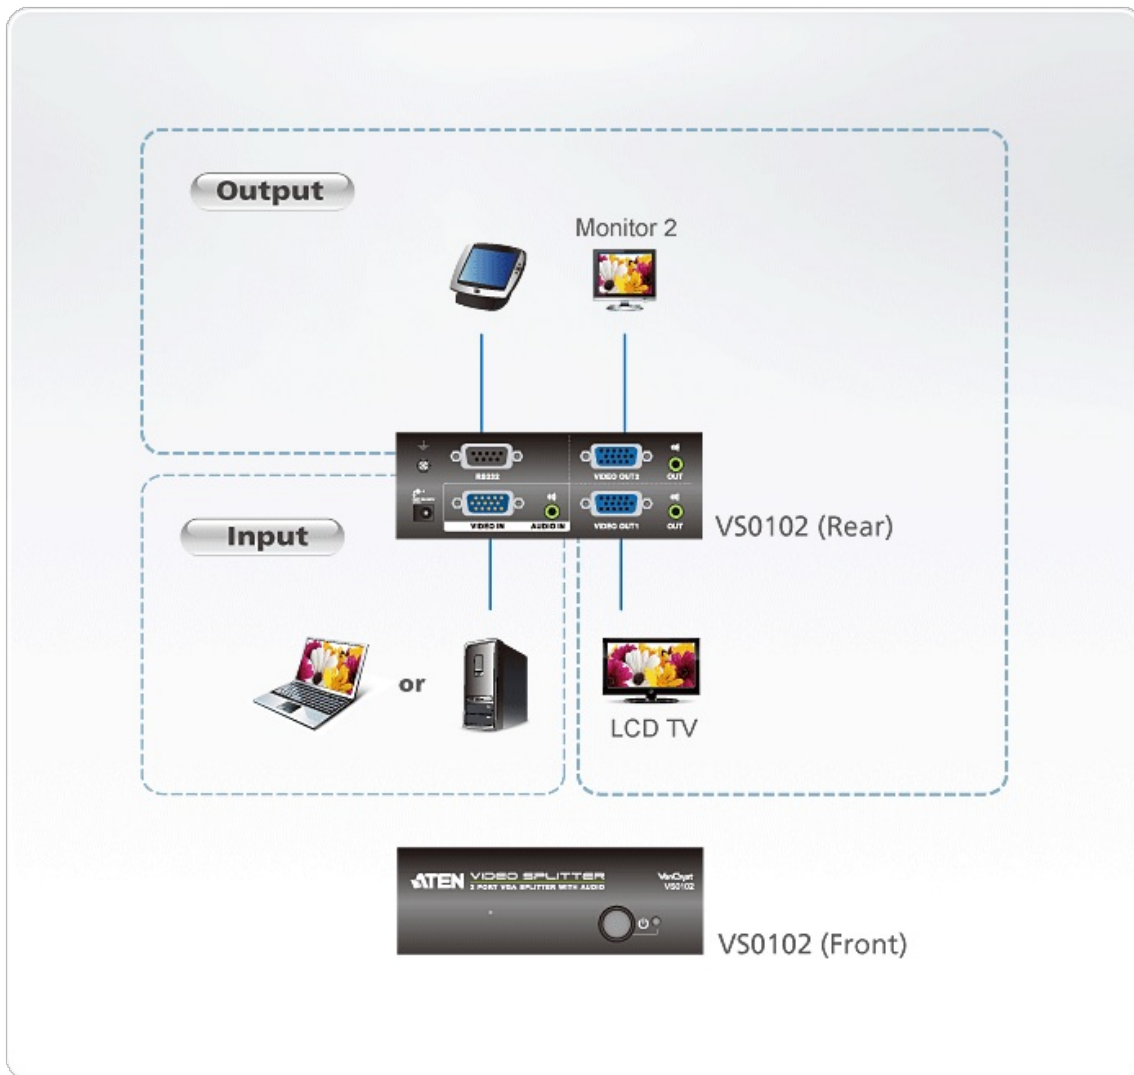 Output
Monitor 2
RS232
VIDEO OUT2
OUT
VIDEO IN
AUDIO IN
VIDEO OUT1
OUT
VS0102 (Rear)
Input
or
LCD TV
ATEN
VIDEO SPLITTER
2 PORT VGA SPLITTER WITH AUDIO
VanCryst
VS0102
VS0102 (Front)